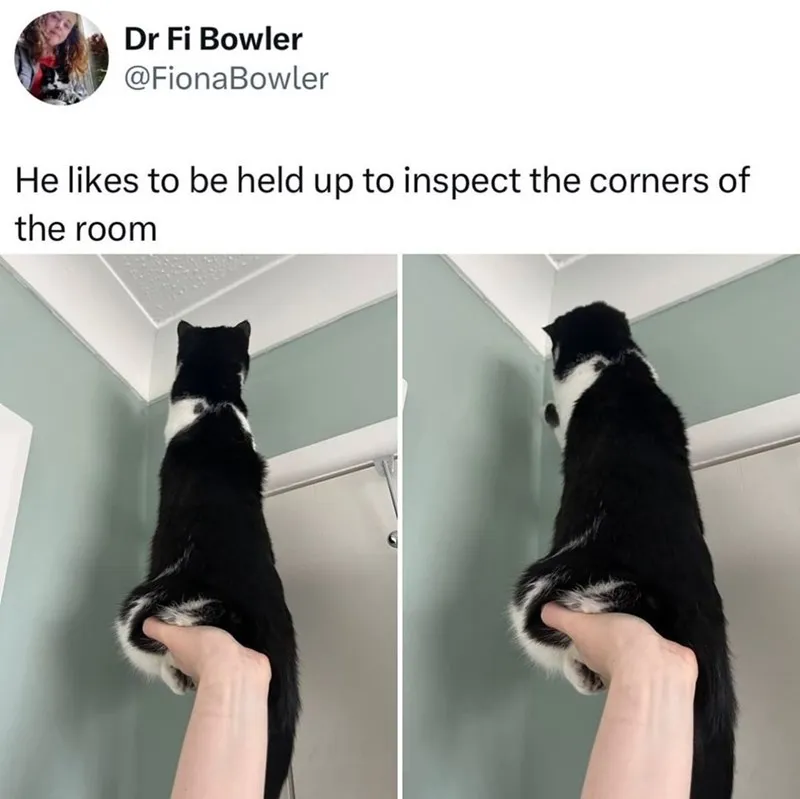 Dr Fi Bowler
@FionaBowler
He likes to be held up to inspect the corners of
the room